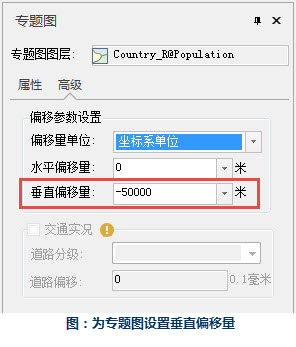 专题图
专题图图层: Country_R@Population
属性 高级
偏移参数设置
偏移量单位: 坐标系单位
水平偏移量: 0 米
垂直偏移量: -50000 米
交通实况
道路分级:
道路偏移: 0 0.1毫米
图：为专题图设置垂直偏移量